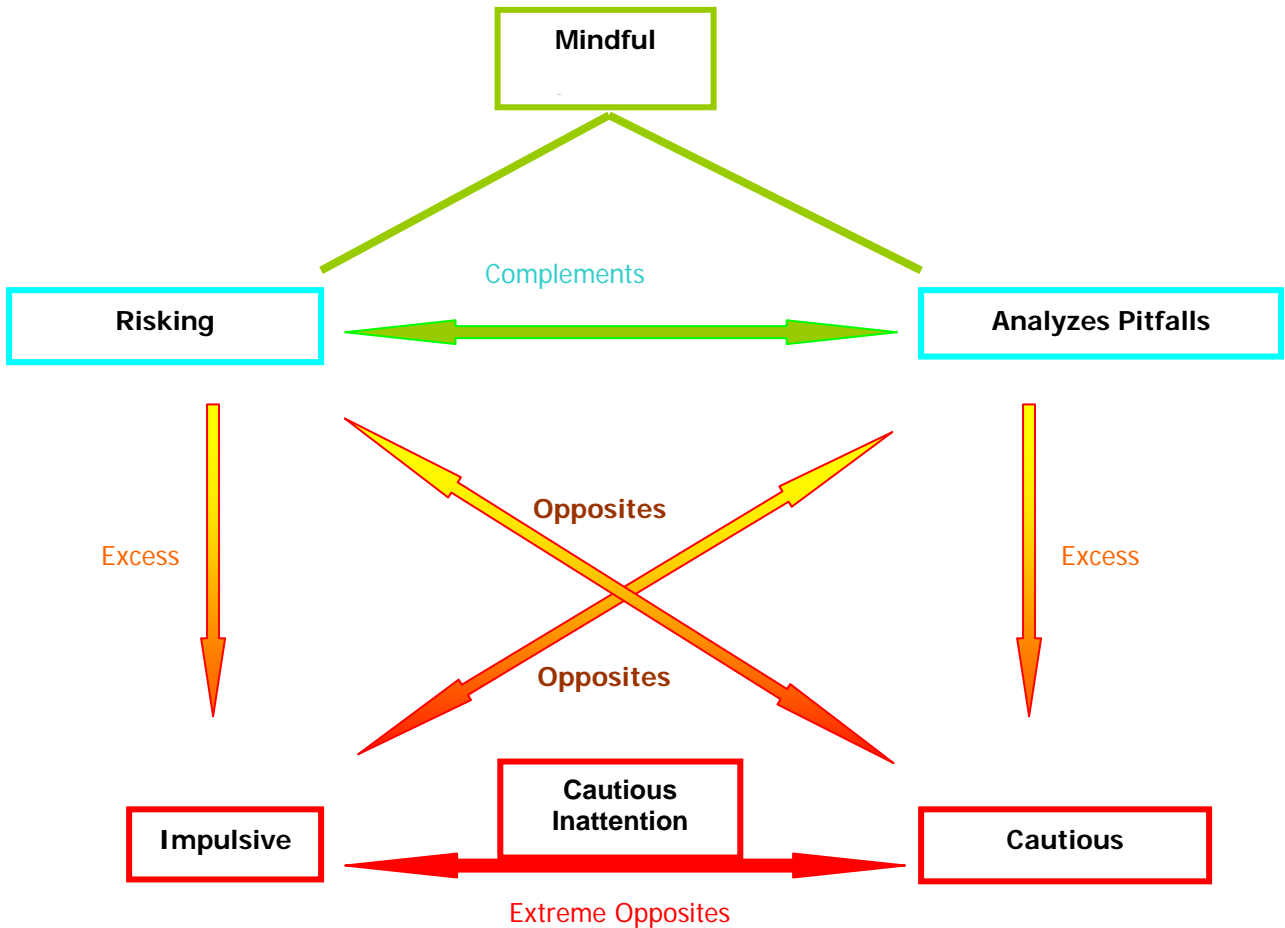 Mindful
Complements
Risking
Analyzes Pitfalls
Opposites
Excess
Excess
Opposites
Cautious
Inattention
Impulsive
Cautious
Extreme Opposites